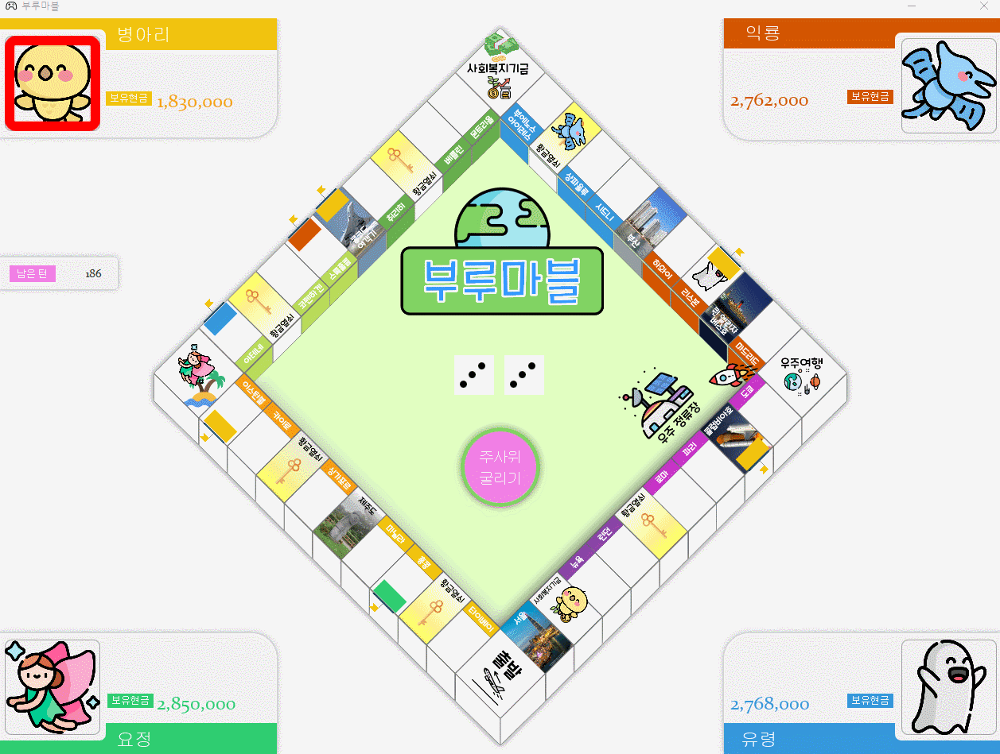 부루마블
병아리
보유현금 1,830,000
익룡
2,762,000 보유현금
남은 턴 186
사회복지기금
몬트리올
베를린
황금열쇠
취리히
콩코드
여객기
스톡홀름
코펜하겐
황금열쇠
아테네
부에노스
아이레스
황금열쇠
상파울루
시드니
부산
하와이
리스본
퀸 엘리자
베스호
마드리드
우주여행
부루마블
우주 정류장
주사위
굴리기
이스탄불
카이로
황금열쇠
싱가포르
제주도
마닐라
홍콩
황금열쇠
타이베이
출발
도쿄
콜럼비아호
파리
로마
황금열쇠
런던
뉴욕
사회복지기금
서울
보유현금 2,850,000
요정
2,768,000 보유현금
유령